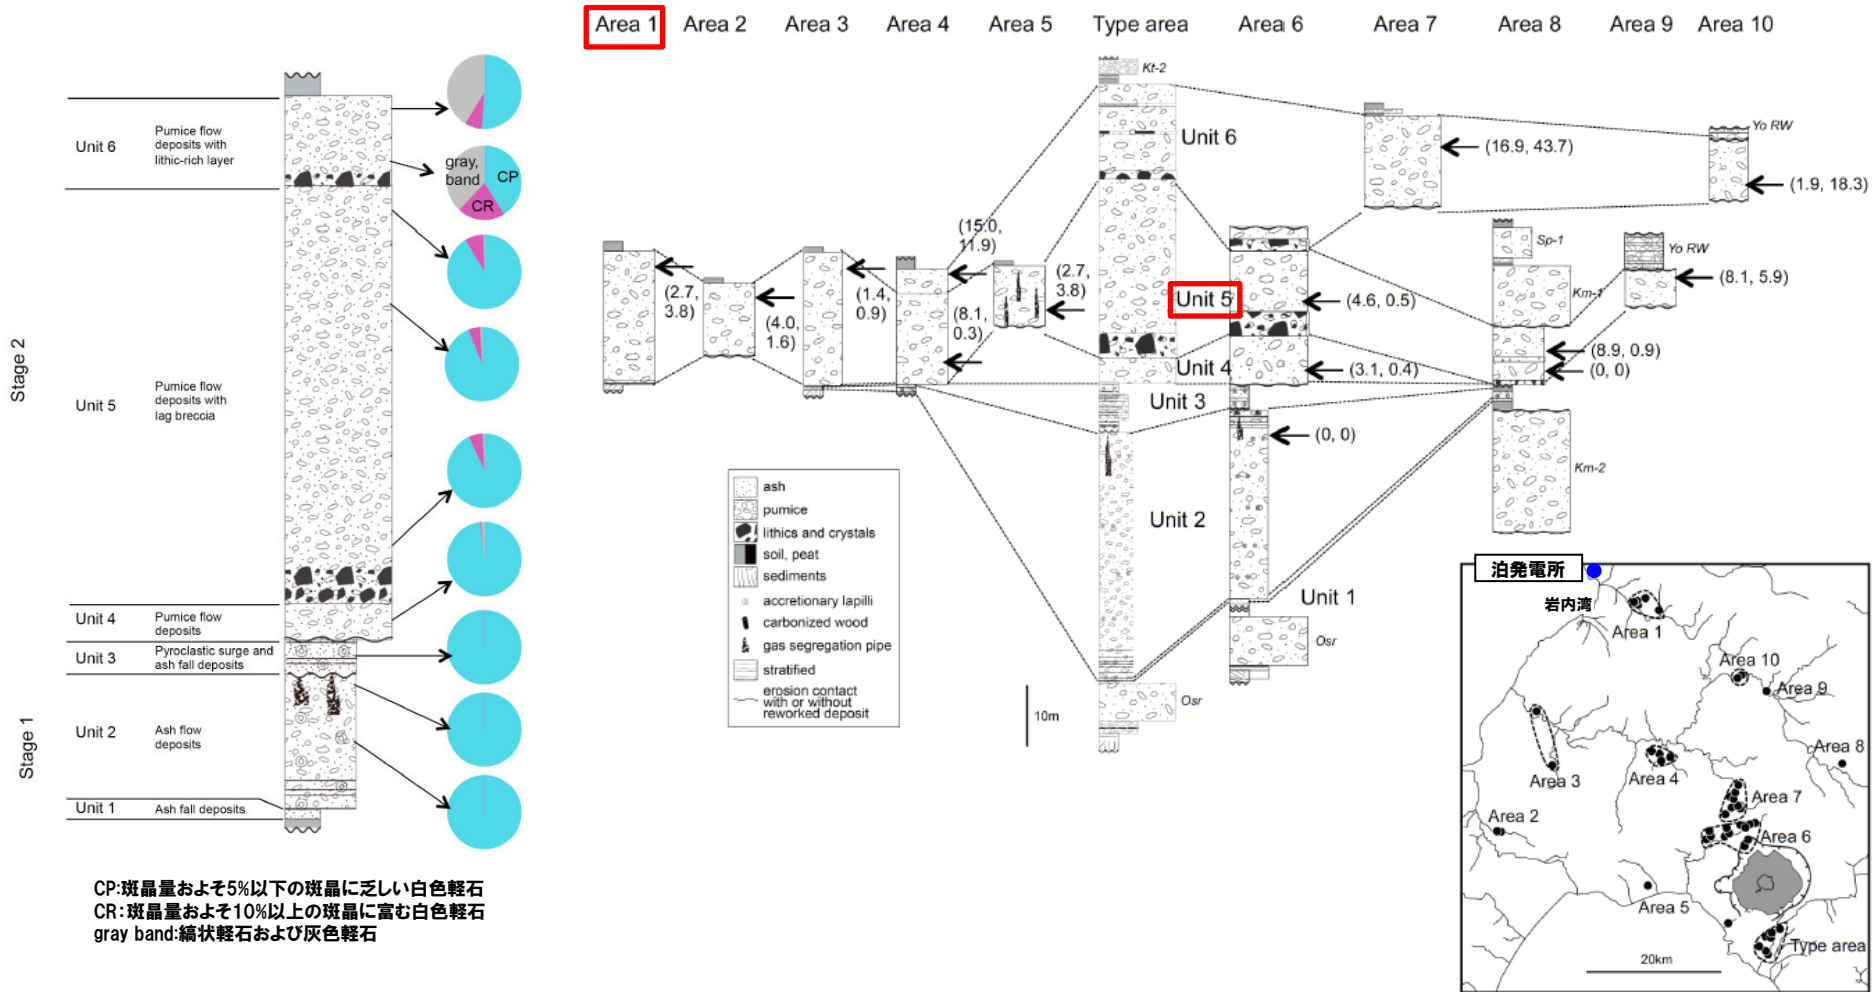 Area 1
Area 2
Area 3
Area 4
Area 5
Type area
Area 6
Area 7
Area 8
Area 9
Area 10
Stage 2
Stage 1
Unit 6
Pumice flow
deposits with
lithic-rich layer
Unit 5
Pumice flow
deposits with
lag breccia
Unit 4
Pumice flow
deposits
Unit 3
Pyroclastic surge and
ash fall deposits
Unit 2
Ash flow
deposits
Unit 1
Ash fall deposits
gray,
band
CP
CR
CP:斑晶量およそ5%以下の斑晶に乏しい白色軽石
CR:斑晶量およそ10%以上の斑晶に富む白色軽石
gray band:縞状軽石および灰色軽石
(2.7,
3.8)
(4.0,
1.6)
(1.4,
0.9)
(15.0,
11.9)
(8.1,
0.3)
(2.7,
3.8)
Kt-2
Unit 6
Unit 5
Unit 4
Unit 3
Unit 2
Unit 1
Osr
(4.6, 0.5)
(3.1, 0.4)
(0, 0)
Osr
(16.9, 43.7)
Sp-1
Km-1
(8.9, 0.9)
(0, 0)
Km-2
Yo RW
(8.1, 5.9)
Yo RW
(1.9, 18.3)
ash
pumice
lithics and crystals
soil, peat
sediments
accretionary lapilli
carbonized wood
gas segregation pipe
stratified
erosion contact
with or without
reworked deposit
10m
泊発電所
岩内湾
Area 1
Area 10
Area 9
Area 8
Area 3
Area 4
Area 7
Area 2
Area 6
Area 5
Type area
20km